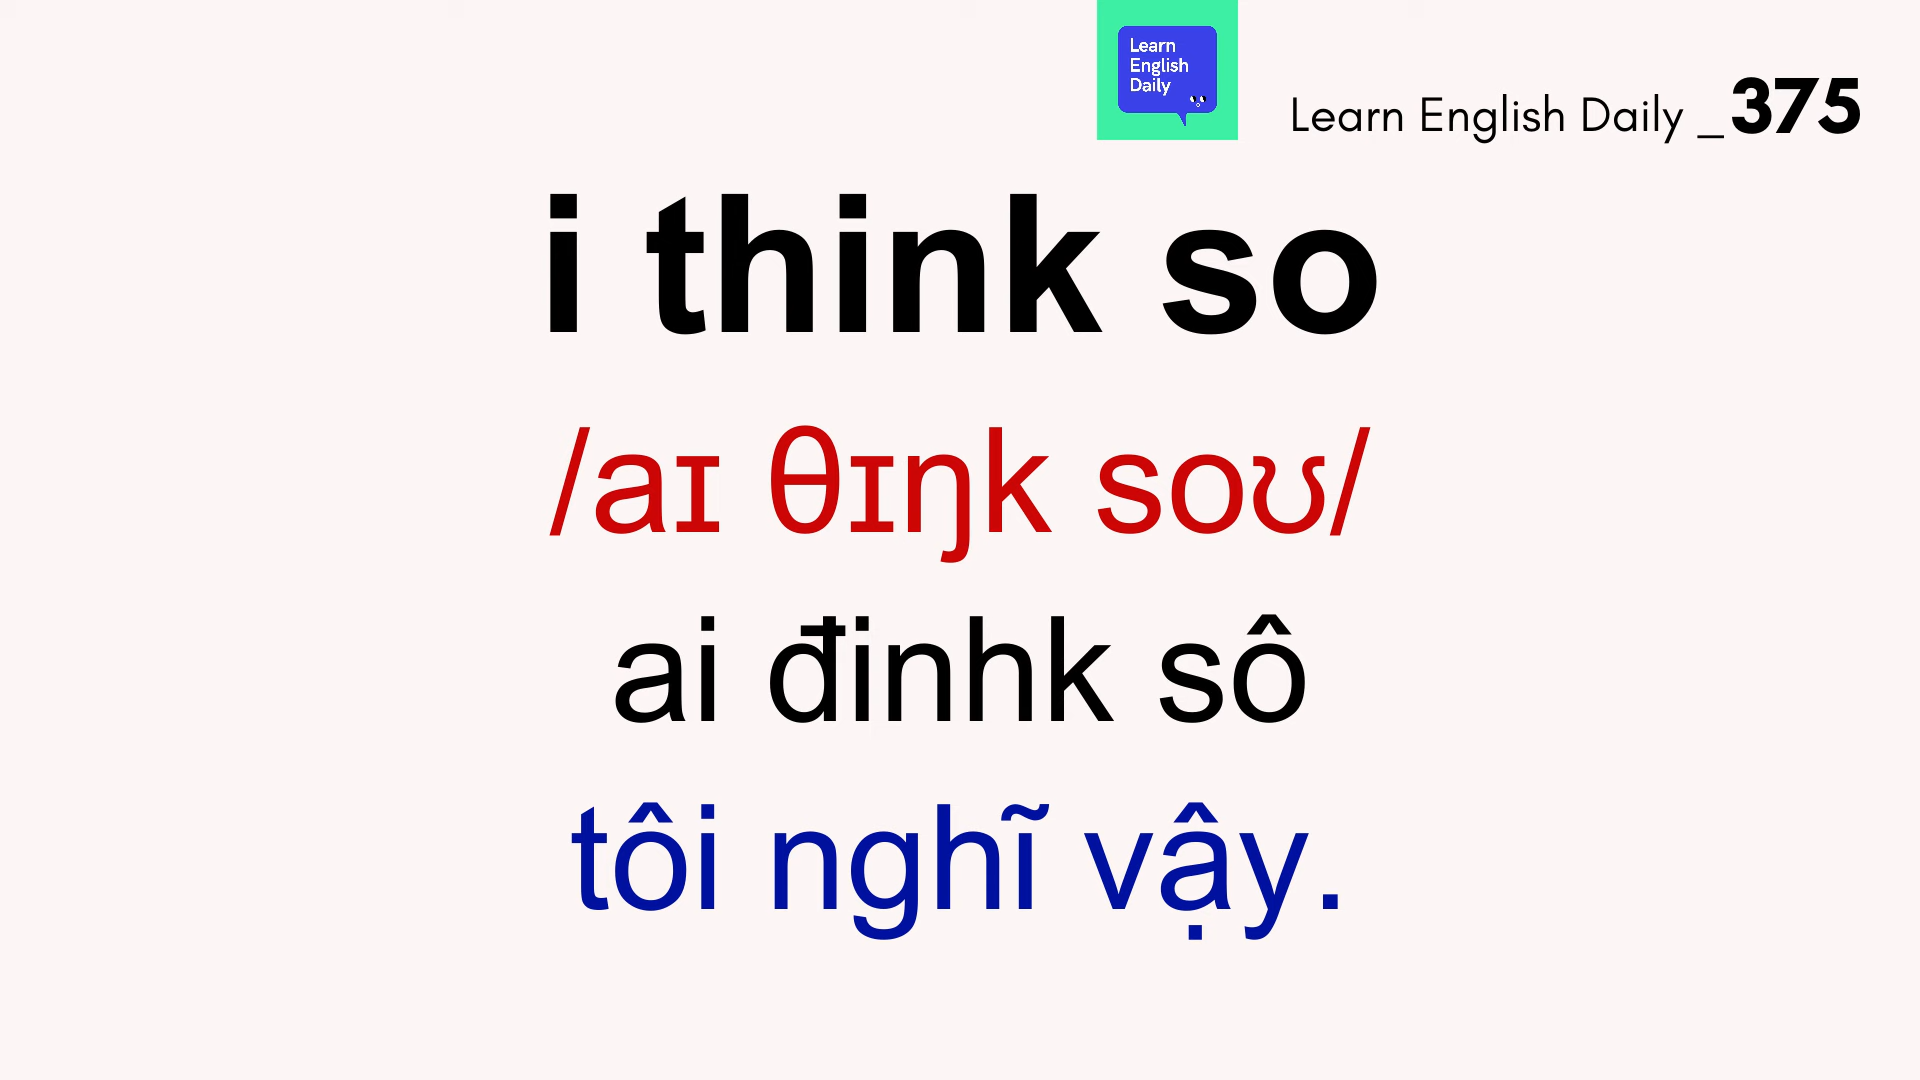 Learn
English
Daily
Learn English Daily _375
i think so
/aɪ θɪŋk soʊ/
ai đinhk sô
tôi nghĩ vậy.